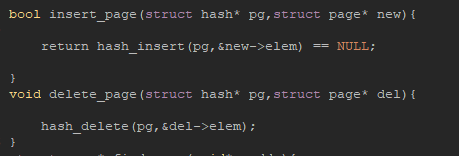 bool insert_page(struct hash* pg,struct page* new){
return hash_insert(pg,&new->elem) == NULL;
}
void delete_page(struct hash* pg,struct page* del){
hash_delete(pg,&del->elem);
}